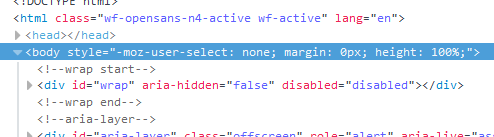 <!DOCTYPE html>
<html class="wf-opensans-n4-active wf-active" lang="en">
<head></head>
<body style="-moz-user-select: none; margin: 0px; height: 100%;">
<!--wrap start-->
<div id="wrap" aria-hidden="false" disabled="disabled"></div>
<!--wrap end-->
<!--aria-layer-->
<div id="aria-layer" class="offscreen" role="alert" aria-live="ass